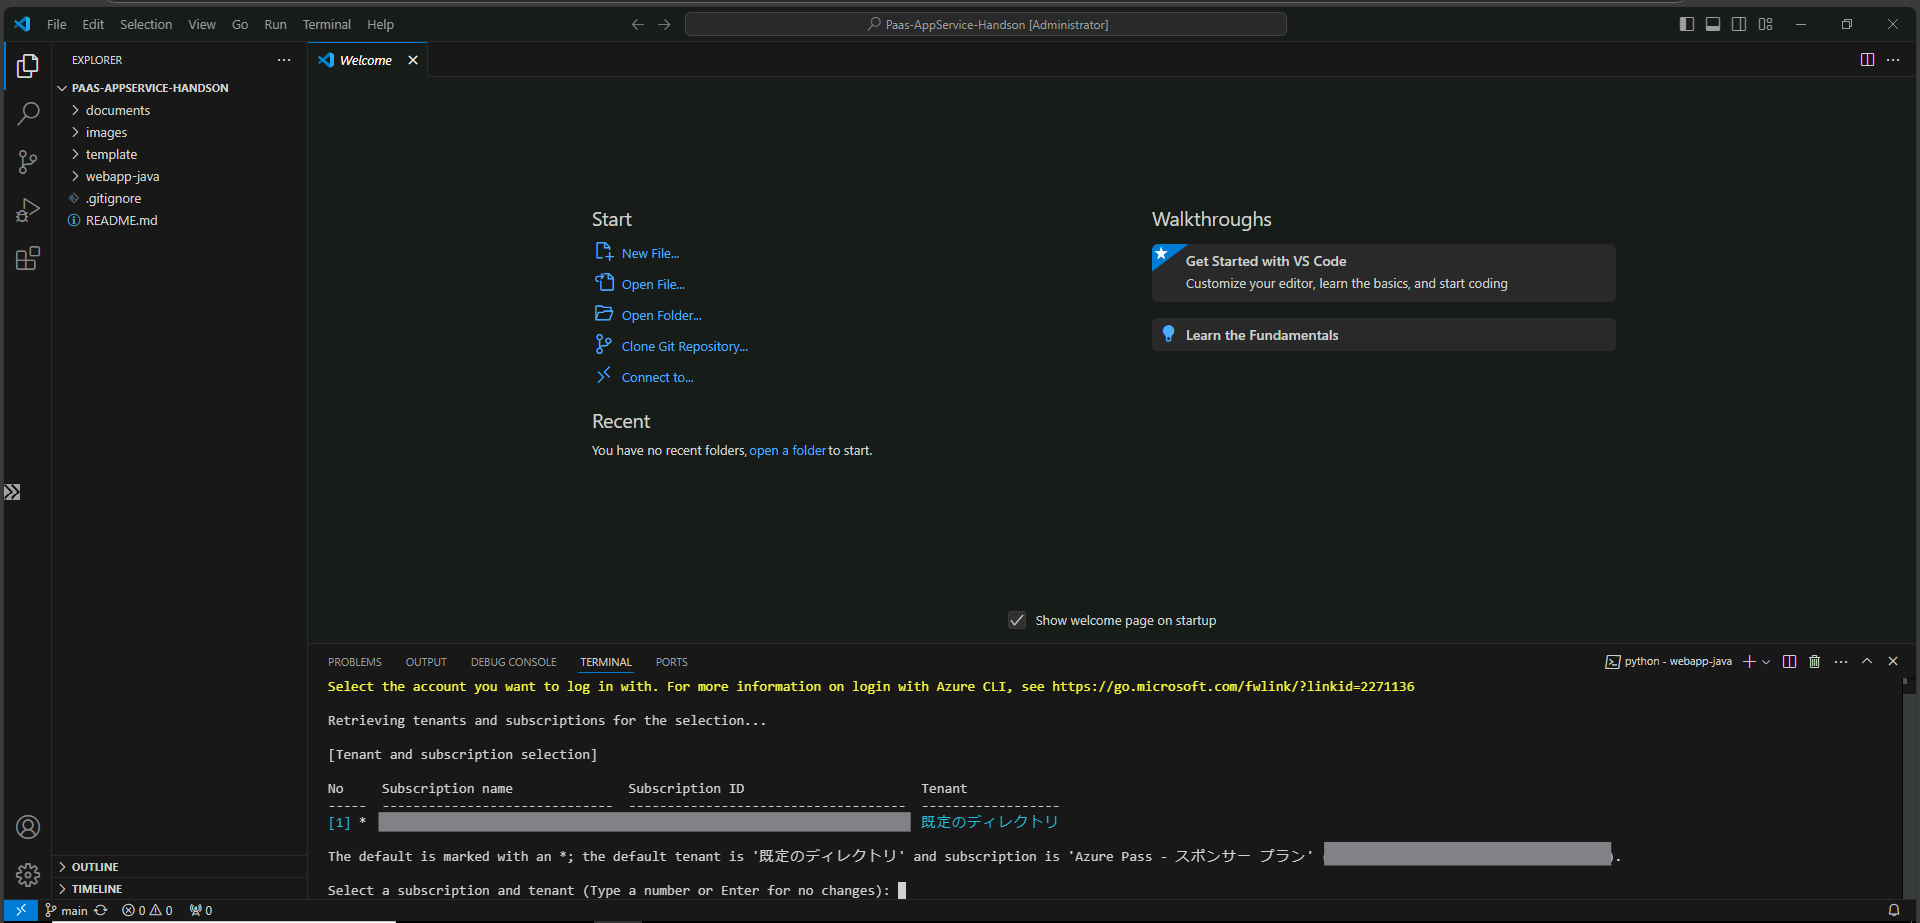 File Edit Selection View Go Run Terminal Help
Paas-AppService-Handson [Administrator]
EXPLORER
Welcome
PAAS-APPSERVICE-HANDSON
documents
images
template
webapp-java
.gitignore
README.md
Start
New File...
Open File...
Open Folder...
Clone Git Repository...
Connect to...
Recent
You have no recent folders, open a folder to start.
Walkthroughs
Get Started with VS Code
Customize your editor, learn the basics, and start coding
Learn the Fundamentals
Show welcome page on startup
PROBLEMS OUTPUT DEBUG CONSOLE TERMINAL PORTS
python - webapp-java
Select the account you want to log in with. For more information on login with Azure CLI, see https://go.microsoft.com/fwlink/?linkid=2271136
Retrieving tenants and subscriptions for the selection...
[Tenant and subscription selection]
No Subscription name Subscription ID Tenant
----- ------------------------------ ------------------------------------ ------------------
[1] * 既定のディレクトリ
The default is marked with an *; the default tenant is '既定のディレクトリ' and subscription is 'Azure Pass - スポンサー プラン' ().
Select a subscription and tenant (Type a number or Enter for no changes):
OUTLINE
TIMELINE
main 0 0 0